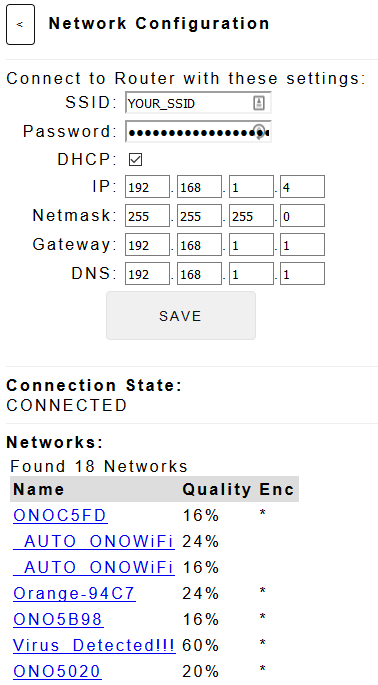 < Network Configuration
Connect to Router with these settings:
SSID: YOUR_SSID
Password: ●●●●●●●●●●●●●●●●●●
DHCP:
IP: 192 . 168 . 1 . 4
Netmask: 255 . 255 . 255 . 0
Gateway: 192 . 168 . 1 . 1
DNS: 192 . 168 . 1 . 1
SAVE
Connection State:
CONNECTED
Networks:
Found 18 Networks
Name Quality Enc
ONOC5FD 16% *
_AUTO_ONOWiFi 24%
_AUTO_ONOWiFi 16%
Orange-94C7 24% *
ONO5B98 16% *
Virus_Detected!!! 60% *
ONO5020 20% *